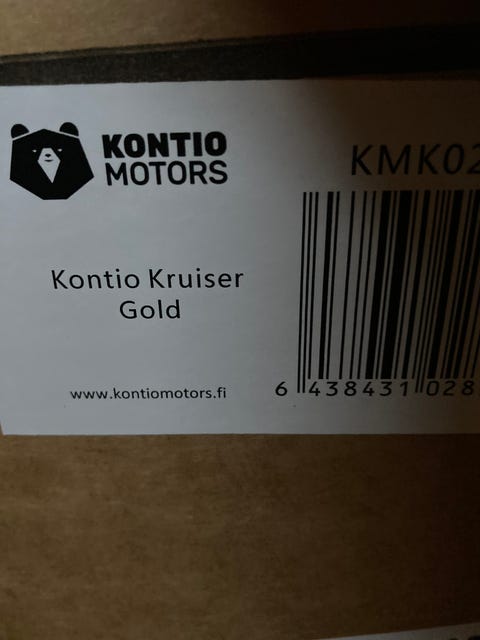 KONTIO
MOTORS
KMK02
Kontio Kruiser
Gold
www.kontiomotors.fi
6 438431 028